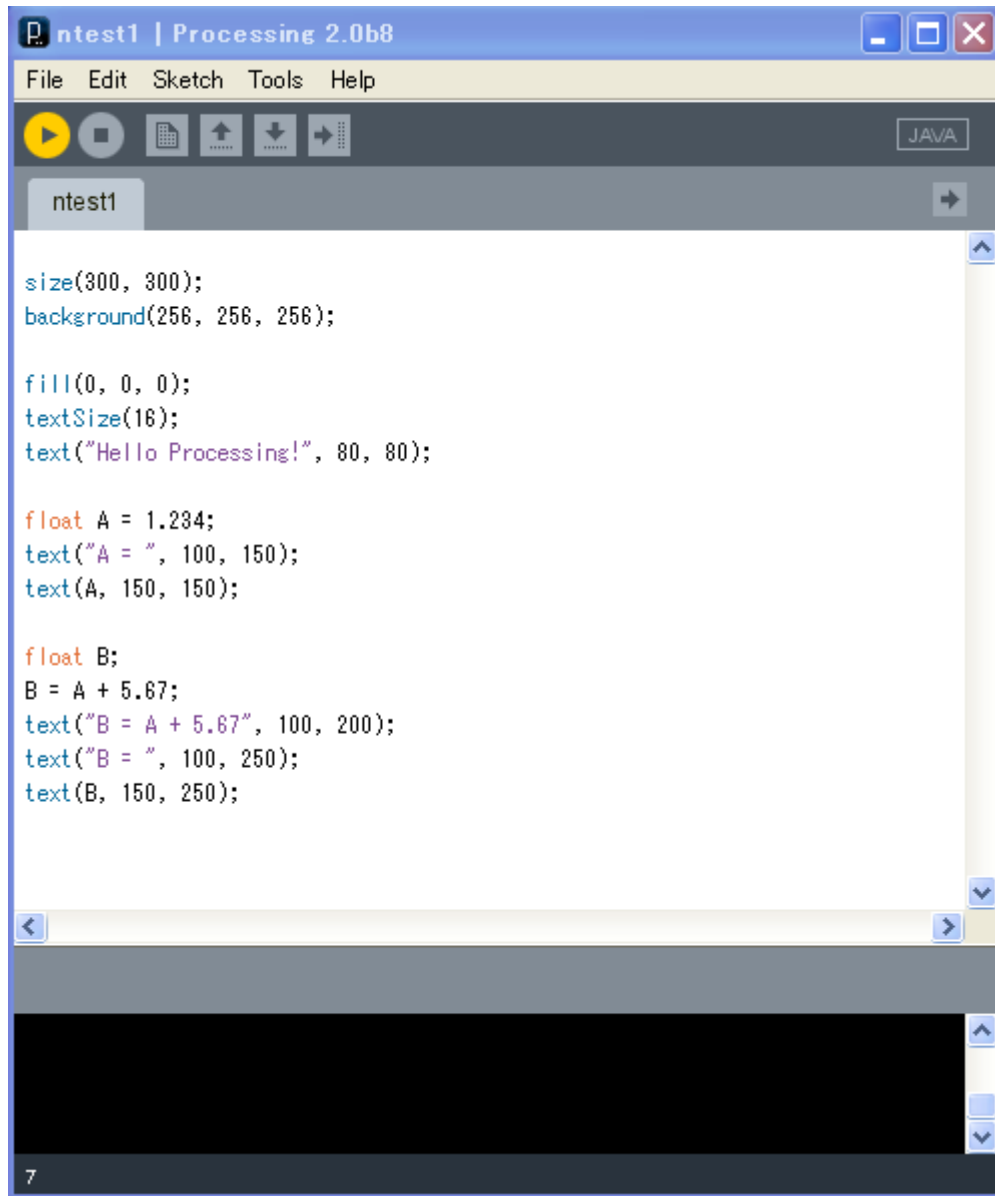 ntest1 | Processing 2.0b8
File Edit Sketch Tools Help
JAVA
ntest1
size(300, 300);
background(256, 256, 256);
fill(0, 0, 0);
textSize(16);
text("Hello Processing!", 80, 80);
float A = 1.234;
text("A = ", 100, 150);
text(A, 150, 150);
float B;
B = A + 5.67;
text("B = A + 5.67", 100, 200);
text("B = ", 100, 250);
text(B, 150, 250);
7